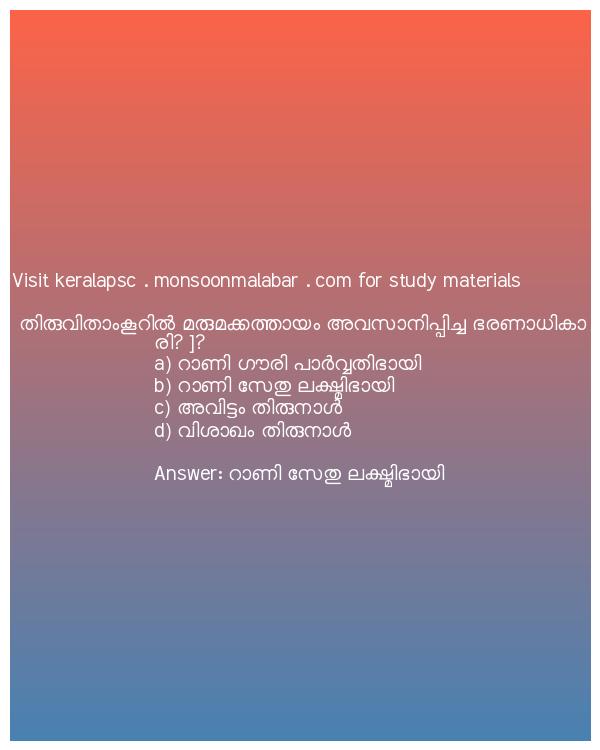 Visit keralapsc . monsoonmalabar . com for study materials
തിരുവിതാംകൂറിൽ മരുമക്കത്തായം അവസാനിപ്പിച്ച ഭരണാധികാ
രി? ]?
a) റാണി ഗൗരി പാർവ്വതിഭായി
b) റാണി സേതു ലക്ഷ്മിഭായി
c) അവിട്ടം തിരുനാൾ
d) വിശാഖം തിരുനാൾ
Answer: റാണി സേതു ലക്ഷ്മിഭായി